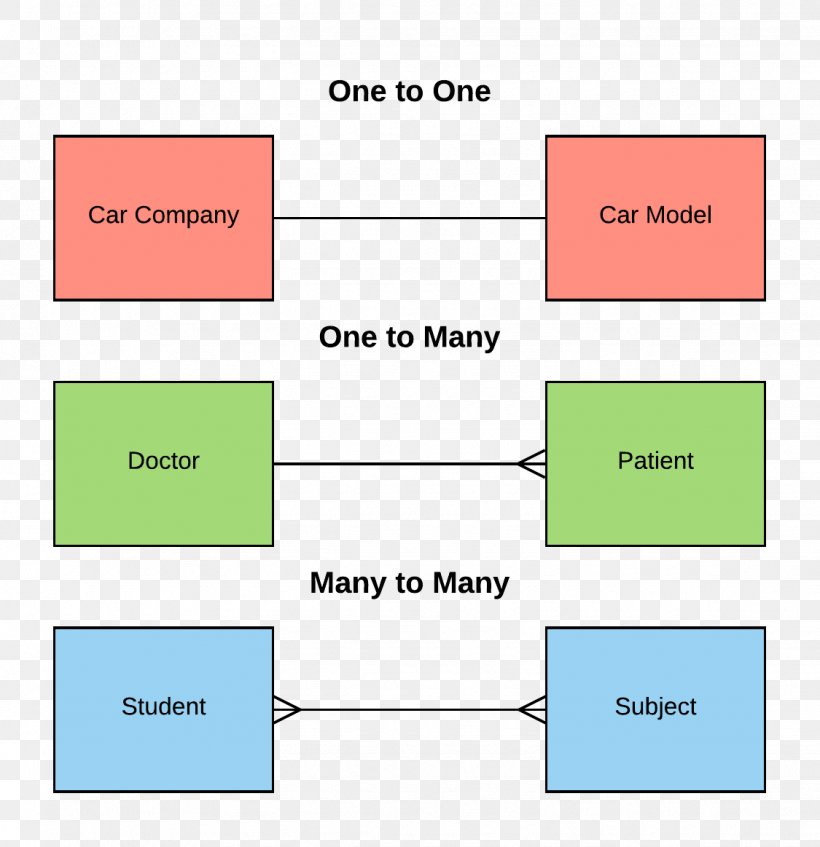 One to One
Car Company
Car Model
One to Many
Doctor
Patient
Many to Many
Student
Subject